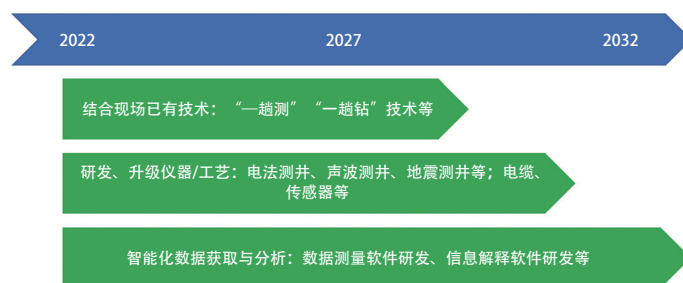 2022 2027 2032
结合现场已有技术：“一趟测”“一趟钻”技术等
研发、升级仪器/工艺：电法测井、声波测井、地震测井等；电缆、
传感器等
智能化数据获取与分析：数据测量软件研发、信息解释软件研发等